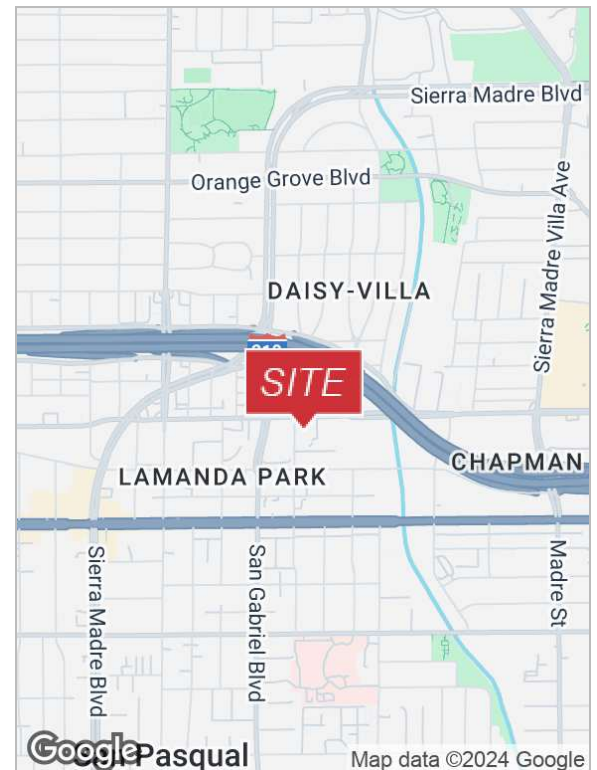 Sierra Madre Blvd
Orange Grove Blvd
Sierra Madre Villa Ave
DAISY-VILLA
SITE
LAMANDA PARK
CHAPMAN
Sierra Madre Blvd
San Gabriel Blvd
Madre St
Google
Pasqual
Map data ©2024 Google